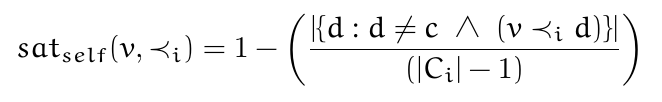 sat_{self}(v, ≺_i) = 1 − ( |{d : d ≠ c ∧ (v ≺_i d)}| / (|C_i| − 1) )